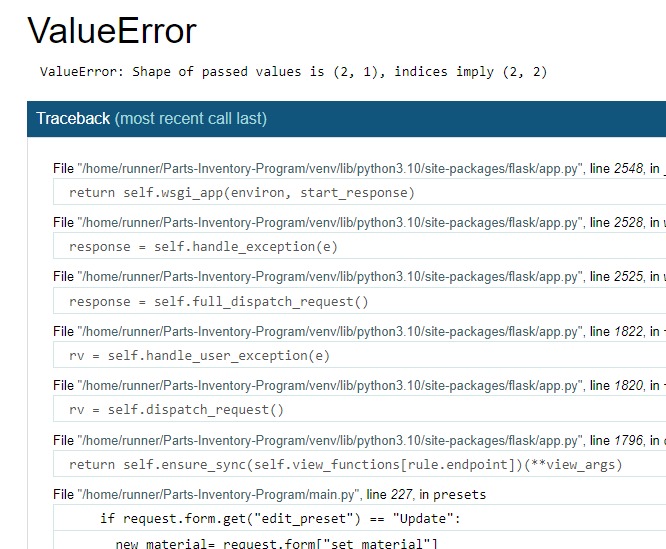 ValueError
ValueError: Shape of passed values is (2, 1), indices imply (2, 2)
Traceback (most recent call last)
File "/home/runner/Parts-Inventory-Program/venv/lib/python3.10/site-packages/flask/app.py", line 2548, in
return self.wsgi_app(environ, start_response)
File "/home/runner/Parts-Inventory-Program/venv/lib/python3.10/site-packages/flask/app.py", line 2528, in
response = self.handle_exception(e)
File "/home/runner/Parts-Inventory-Program/venv/lib/python3.10/site-packages/flask/app.py", line 2525, in
response = self.full_dispatch_request()
File "/home/runner/Parts-Inventory-Program/venv/lib/python3.10/site-packages/flask/app.py", line 1822, in
rv = self.handle_user_exception(e)
File "/home/runner/Parts-Inventory-Program/venv/lib/python3.10/site-packages/flask/app.py", line 1820, in
rv = self.dispatch_request()
File "/home/runner/Parts-Inventory-Program/venv/lib/python3.10/site-packages/flask/app.py", line 1796, in
return self.ensure_sync(self.view_functions[rule.endpoint])(**view_args)
File "/home/runner/Parts-Inventory-Program/main.py", line 227, in presets
if request.form.get("edit_preset") == "Update":
new_material= request.form["set_material"]